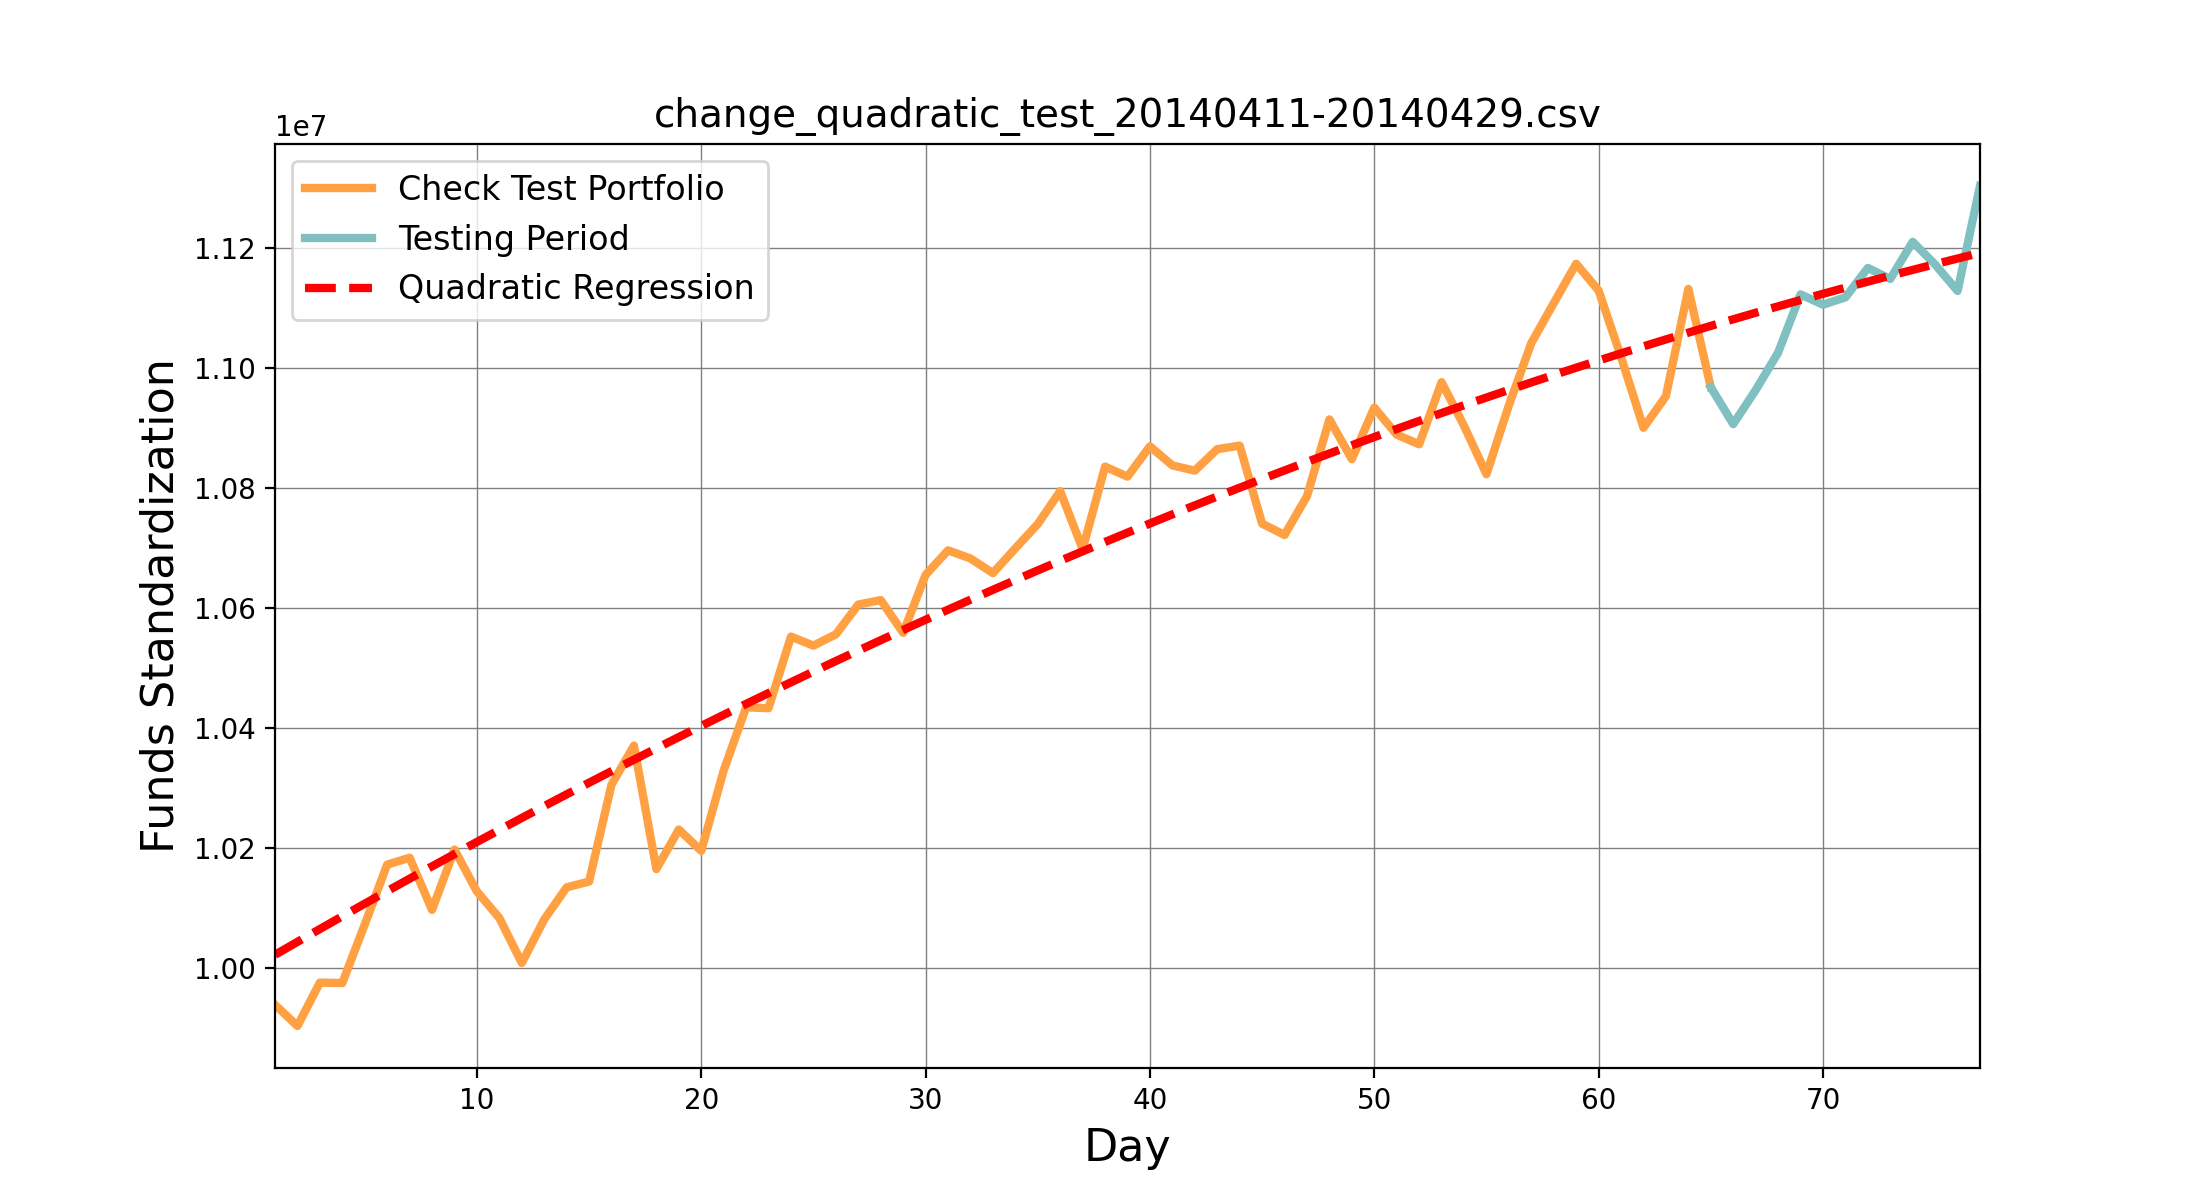 change_quadratic_test_20140411-20140429.csv
1e7
Check Test Portfolio
Testing Period
Quadratic Regression
Funds Standardization
1.12
1.10
1.08
1.06
1.04
1.02
1.00
10 20 30 40 50 60 70
Day